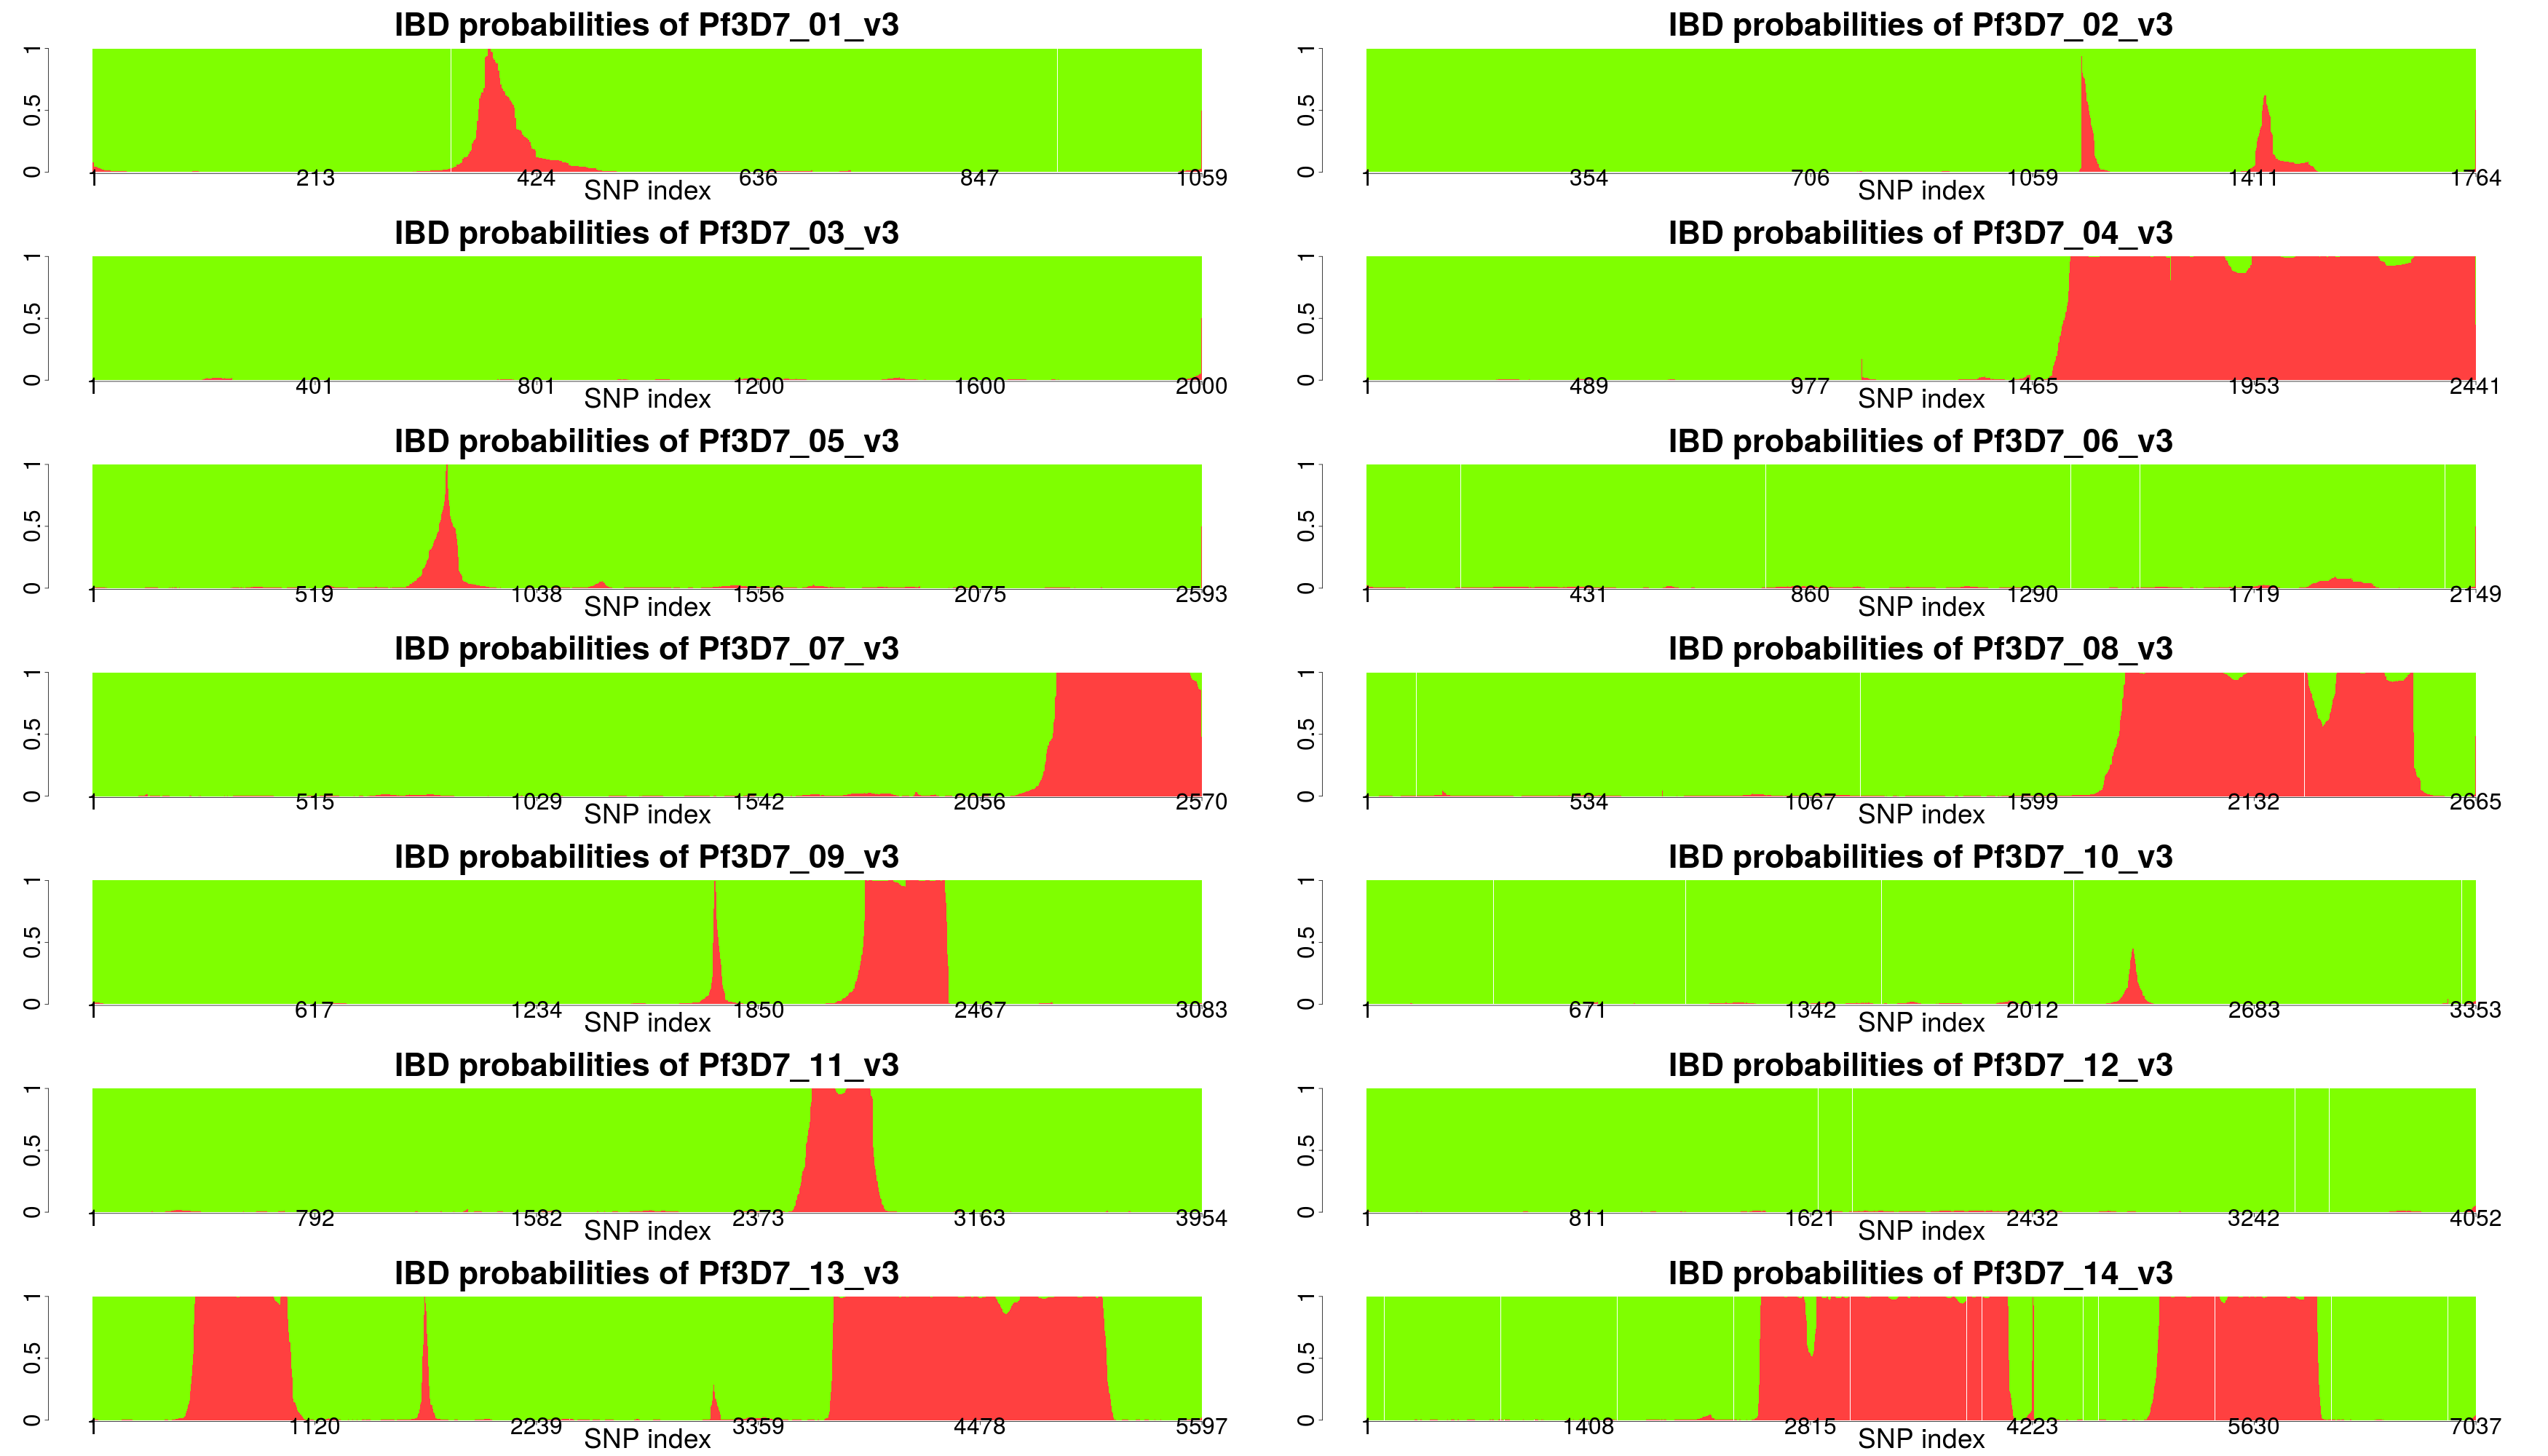 IBD probabilities of Pf3D7_01_v3
0 0.5 1
1 213 424 636 847 1059
SNP index
IBD probabilities of Pf3D7_02_v3
0 0.5 1
1 354 706 1059 1411 1764
SNP index
IBD probabilities of Pf3D7_03_v3
0 0.5 1
1 401 801 1200 1600 2000
SNP index
IBD probabilities of Pf3D7_04_v3
0 0.5 1
1 489 977 1465 1953 2441
SNP index
IBD probabilities of Pf3D7_05_v3
0 0.5 1
1 519 1038 1556 2075 2593
SNP index
IBD probabilities of Pf3D7_06_v3
0 0.5 1
1 431 860 1290 1719 2149
SNP index
IBD probabilities of Pf3D7_07_v3
0 0.5 1
1 515 1029 1542 2056 2570
SNP index
IBD probabilities of Pf3D7_08_v3
0 0.5 1
1 534 1067 1599 2132 2665
SNP index
IBD probabilities of Pf3D7_09_v3
0 0.5 1
1 617 1234 1850 2467 3083
SNP index
IBD probabilities of Pf3D7_10_v3
0 0.5 1
1 671 1342 2012 2683 3353
SNP index
IBD probabilities of Pf3D7_11_v3
0 0.5 1
1 792 1582 2373 3163 3954
SNP index
IBD probabilities of Pf3D7_12_v3
0 0.5 1
1 811 1621 2432 3242 4052
SNP index
IBD probabilities of Pf3D7_13_v3
0 0.5 1
1 1120 2239 3359 4478 5597
SNP index
IBD probabilities of Pf3D7_14_v3
0 0.5 1
1 1408 2815 4223 5630 7037
SNP index